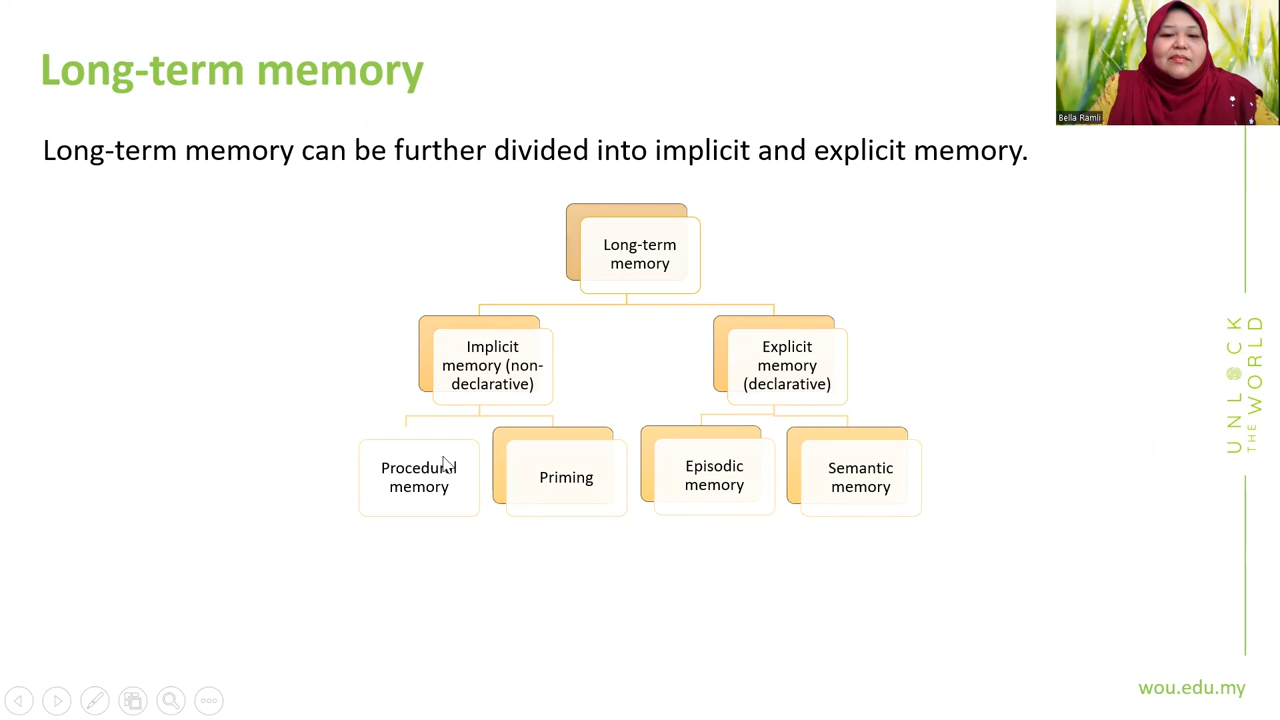 Long-term memory
Bella Ramli
Long-term memory can be further divided into implicit and explicit memory.
Long-term
memory
Implicit
memory (non-
declarative)
Explicit
memory
(declarative)
Procedural
memory
Priming
Episodic
memory
Semantic
memory
UNLOCK
THE WORLD
wou.edu.my